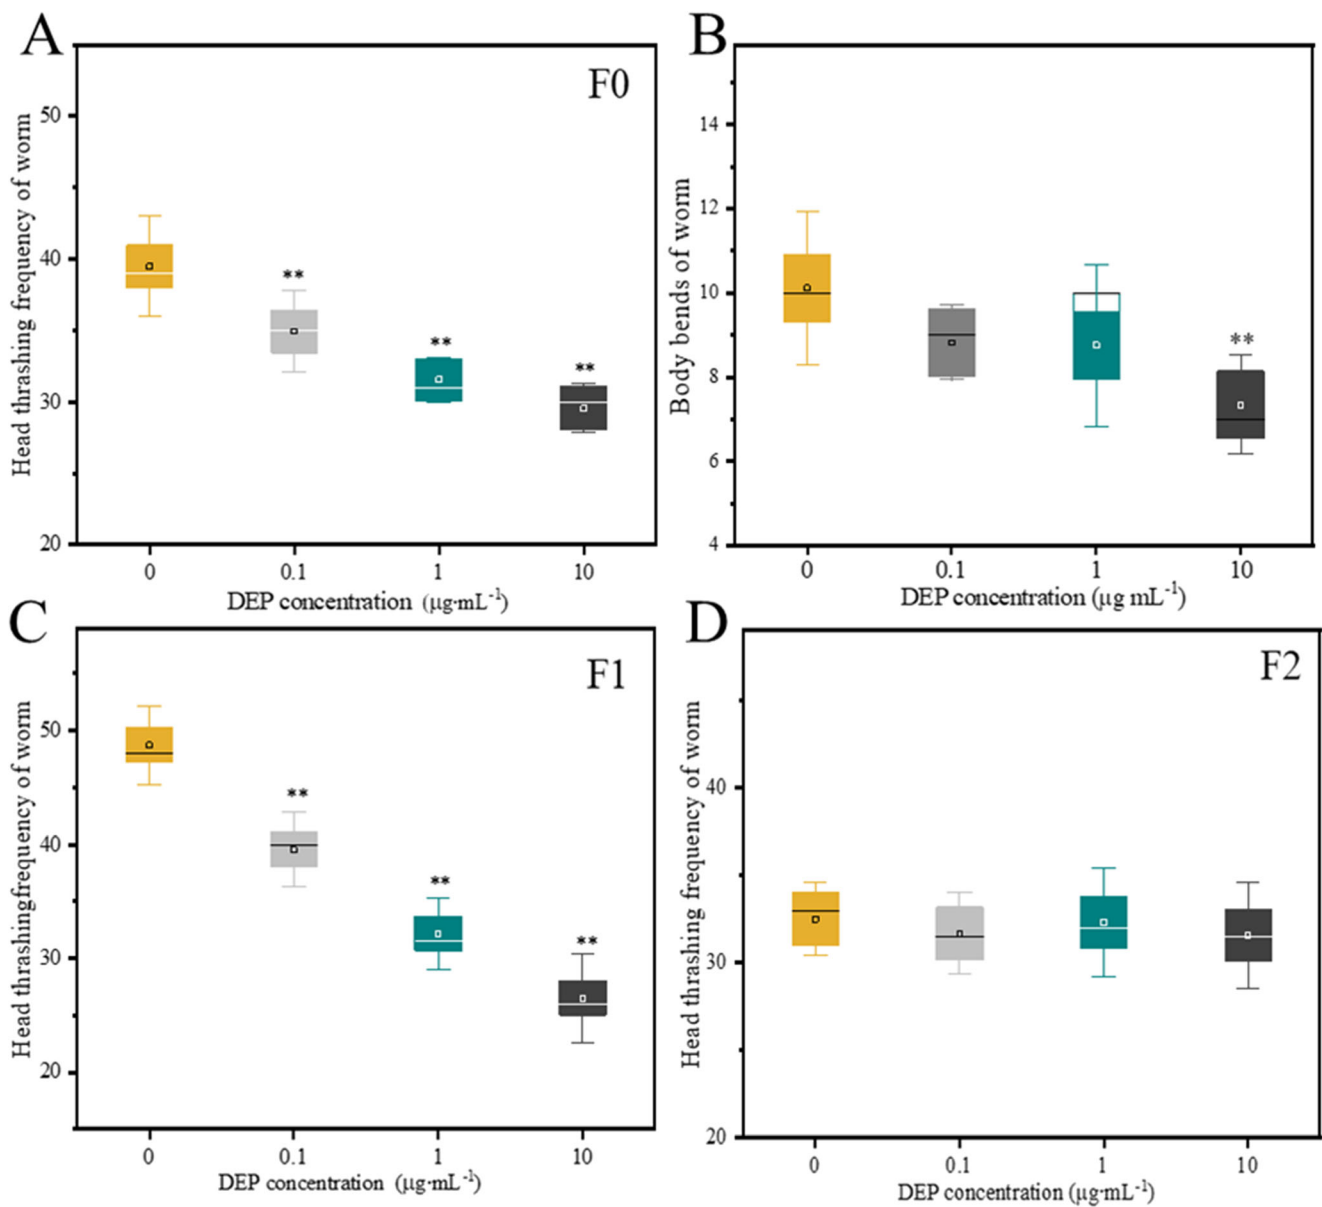 A
F0
Head thrashing frequency of worm
50
40
30
20
**
**
**
0 0.1 1 10
DEP concentration (μg·mL⁻¹)
B
Body bends of worm
14
12
10
8
6
4
**
0 0.1 1 10
DEP concentration (μg mL⁻¹)
C
F1
Head thrashingfrequency of worm
50
40
30
20
**
**
**
0 0.1 1 10
DEP concentration (μg·mL⁻¹)
D
F2
Head thrashing frequency of worm
40
30
20
0 0.1 1 10
DEP concentration (μg·mL⁻¹)